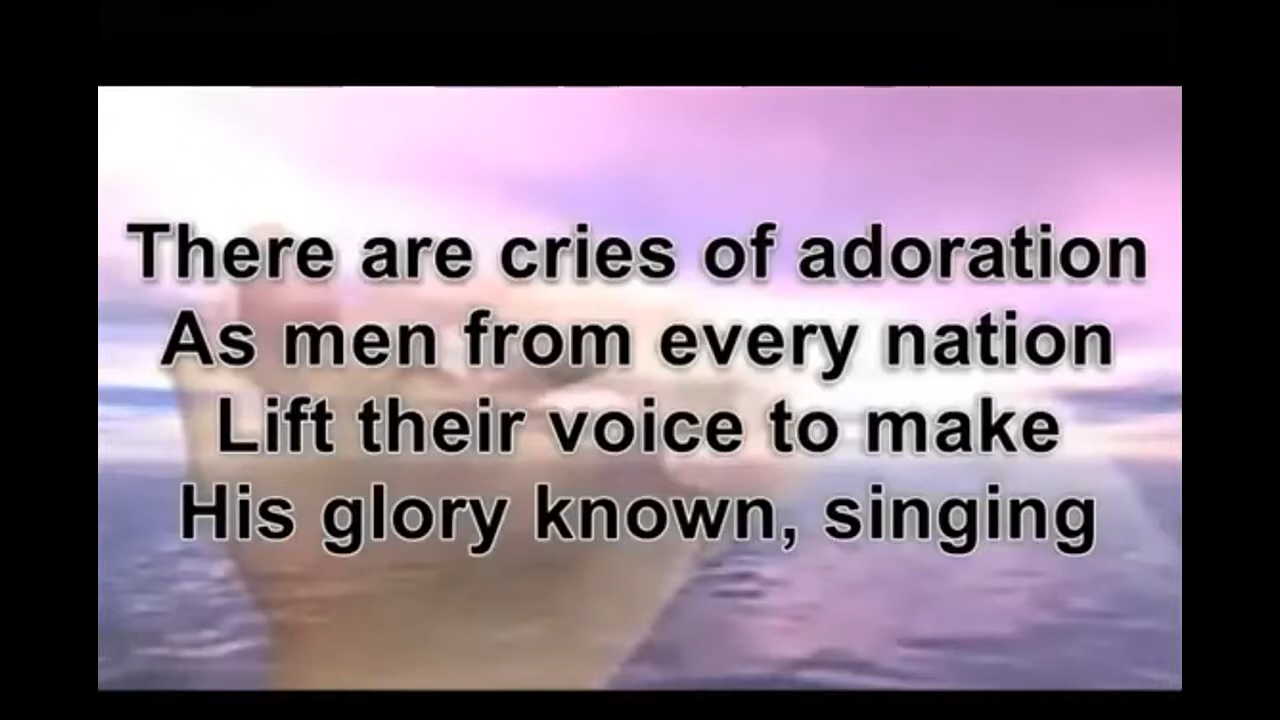 There are cries of adoration
As men from every nation
Lift their voice to make
His glory known, singing